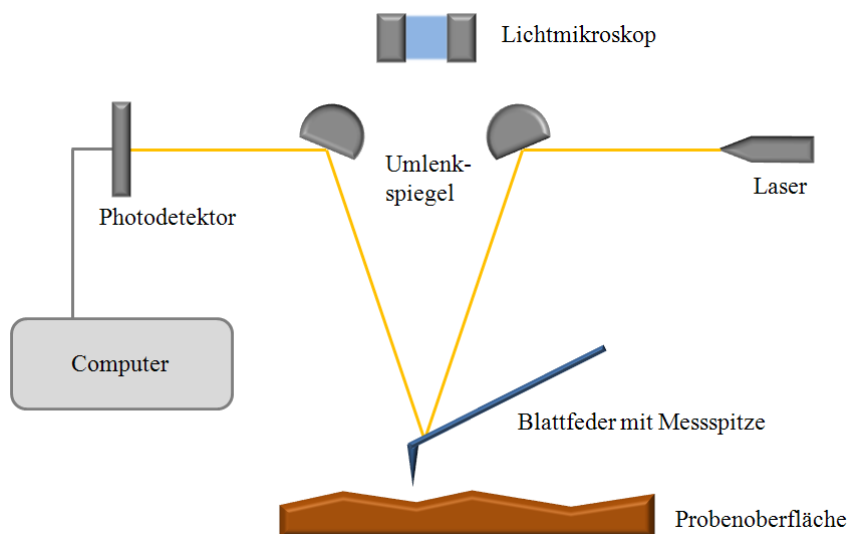 Lichtmikroskop
Umlenk-
spiegel
Laser
Photodetektor
Computer
Blattfeder mit Messspitze
Probenoberfläche